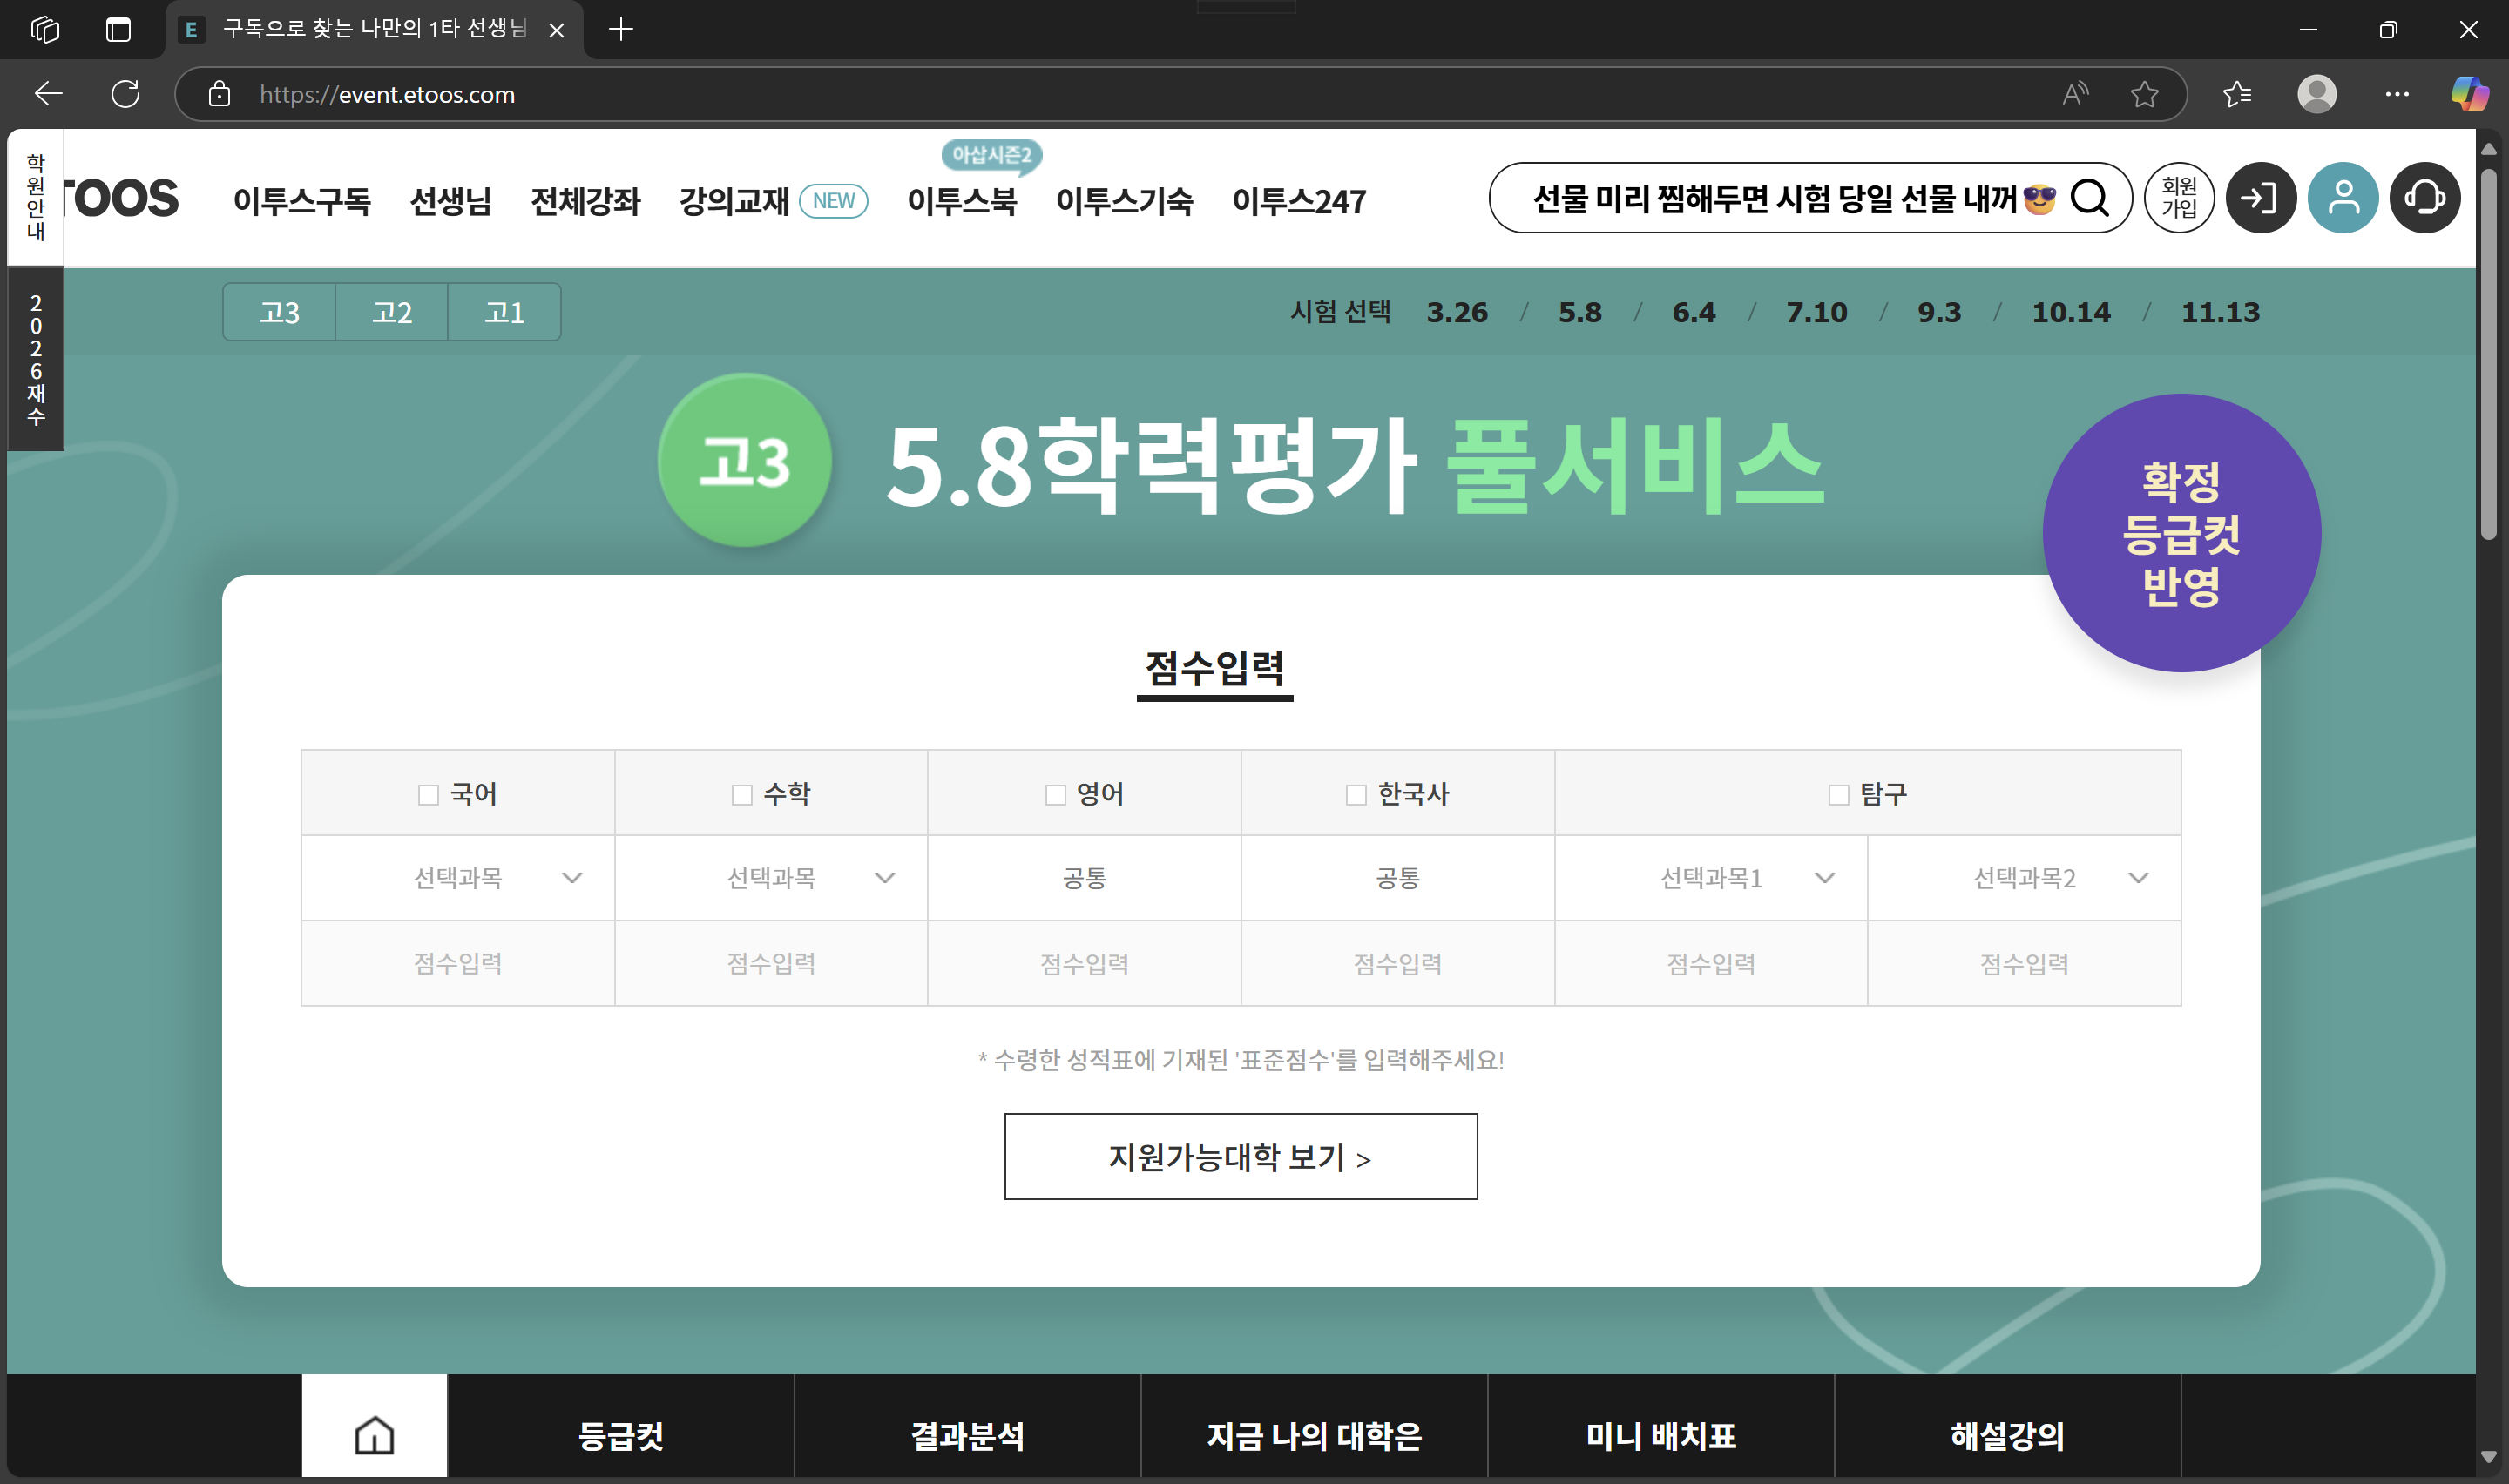 구독으로 찾는 나만의 1타 선생님
https://event.etoos.com
학원안내
TOOS
이투스구독 선생님 전체강좌 강의교재 NEW 이투스북 이투스기숙 이투스247
아삽시즌2
선물 미리 찜해두면 시험 당일 선물 내꺼😎
회원
가입
2026재수
고3 고2 고1
시험 선택 3.26 / 5.8 / 6.4 / 7.10 / 9.3 / 10.14 / 11.13
고3
5.8학력평가 풀서비스
확정
등급컷
반영
점수입력
국어 수학 영어 한국사 탐구
선택과목 선택과목 공통 공통 선택과목1 선택과목2
점수입력 점수입력 점수입력 점수입력 점수입력 점수입력
* 수령한 성적표에 기재된 '표준점수'를 입력해주세요!
지원가능대학 보기 >
등급컷 결과분석 지금 나의 대학은 미니 배치표 해설강의